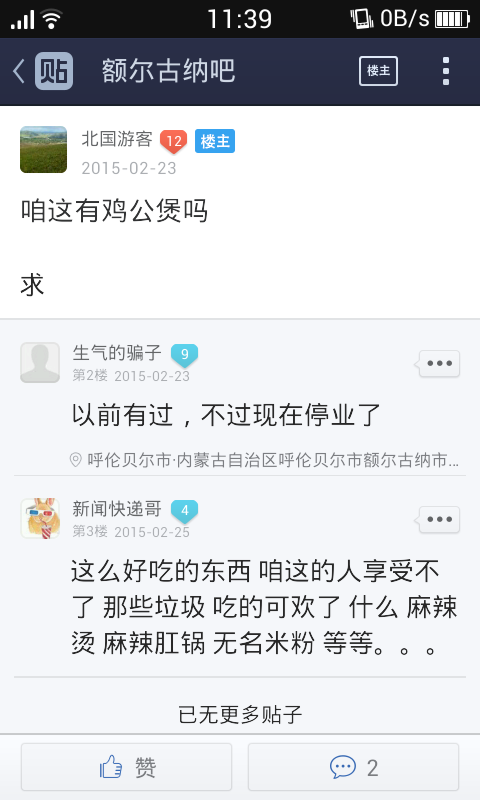 11:39 0B/s
贴 额尔古纳吧 楼主
北国游客 12 楼主
2015-02-23
咱这有鸡公煲吗
求
生气的骗子 9
第2楼 2015-02-23
以前有过，不过现在停业了
呼伦贝尔市·内蒙古自治区呼伦贝尔市额尔古纳市...
新闻快递哥 4
第3楼 2015-02-25
这么好吃的东西 咱这的人享受不
了 那些垃圾 吃的可欢了 什么 麻辣
烫 麻辣肛锅 无名米粉 等等。。。
已无更多贴子
赞 2